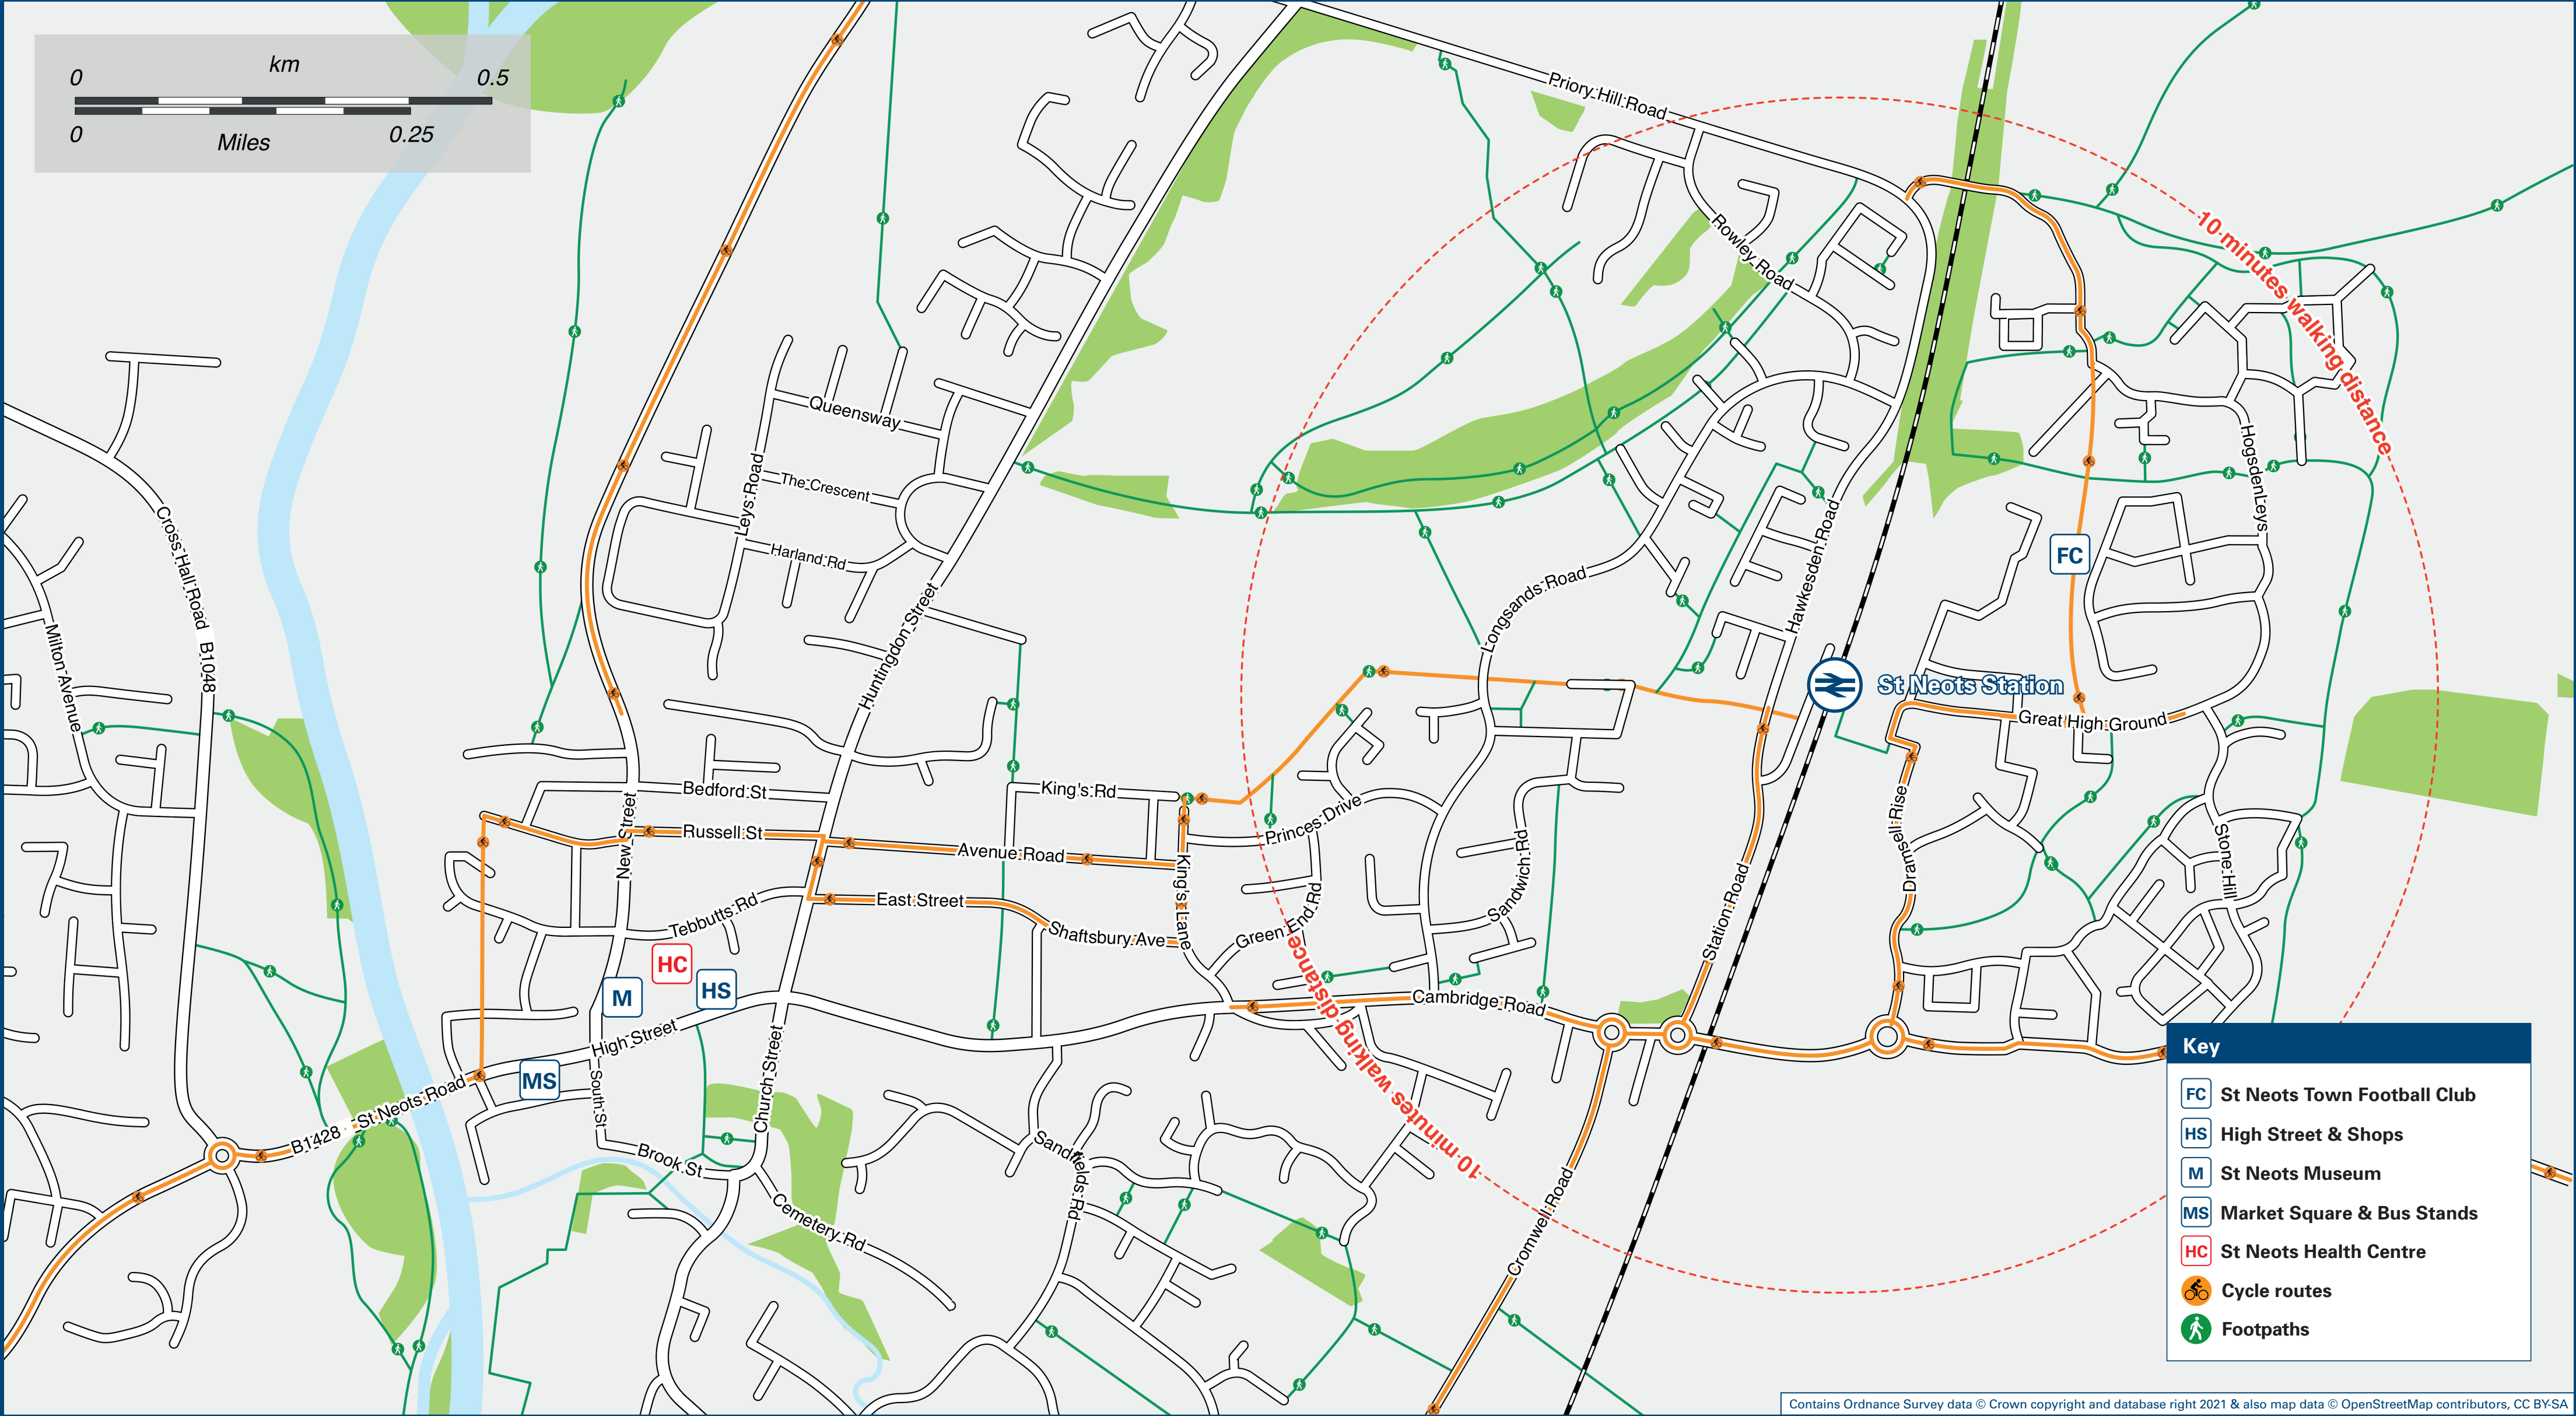 km
0 0.5
0 0.25
Miles
Priory Hill Road
Rowley Road
10 minutes walking distance
Queensway
The Crescent
Leys Road
Harland Rd
Huntingdon Street
Cross Hall Road B1048
Milton Avenue
Longsands Road
Hawkesden Road
Hogsden Leys
FC
St Neots Station
Great High Ground
Bedford St
King's Rd
New Street
Russell St
Avenue Road
Princes Drive
King's Lane
Sandwich Rd
Station Road
Dramsell Rise
Stone Hill
Tebbutts Rd
East Street
Shaftsbury Ave
Green End Rd
HC
HS
M
MS
High Street
Cambridge Road
10 minutes walking distance
B1428 St Neots Road
South St
Church Street
Brook St
Cemetery Rd
Sandfields Rd
Cromwell Road
Key
FC St Neots Town Football Club
HS High Street & Shops
M St Neots Museum
MS Market Square & Bus Stands
HC St Neots Health Centre
Cycle routes
Footpaths
Contains Ordnance Survey data © Crown copyright and database right 2021 & also map data © OpenStreetMap contributors, CC BY-SA